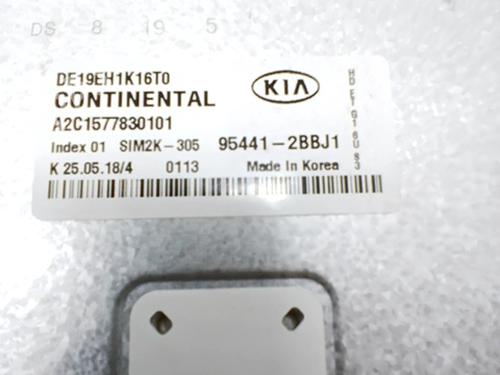 DS 8 19 5
DE19EH1K16T0
CONTINENTAL
KIA
A2C1577830101
Index 01 SIM2K-305 95441-2BBJ1
K 25.05.18/4 0113 Made In Korea